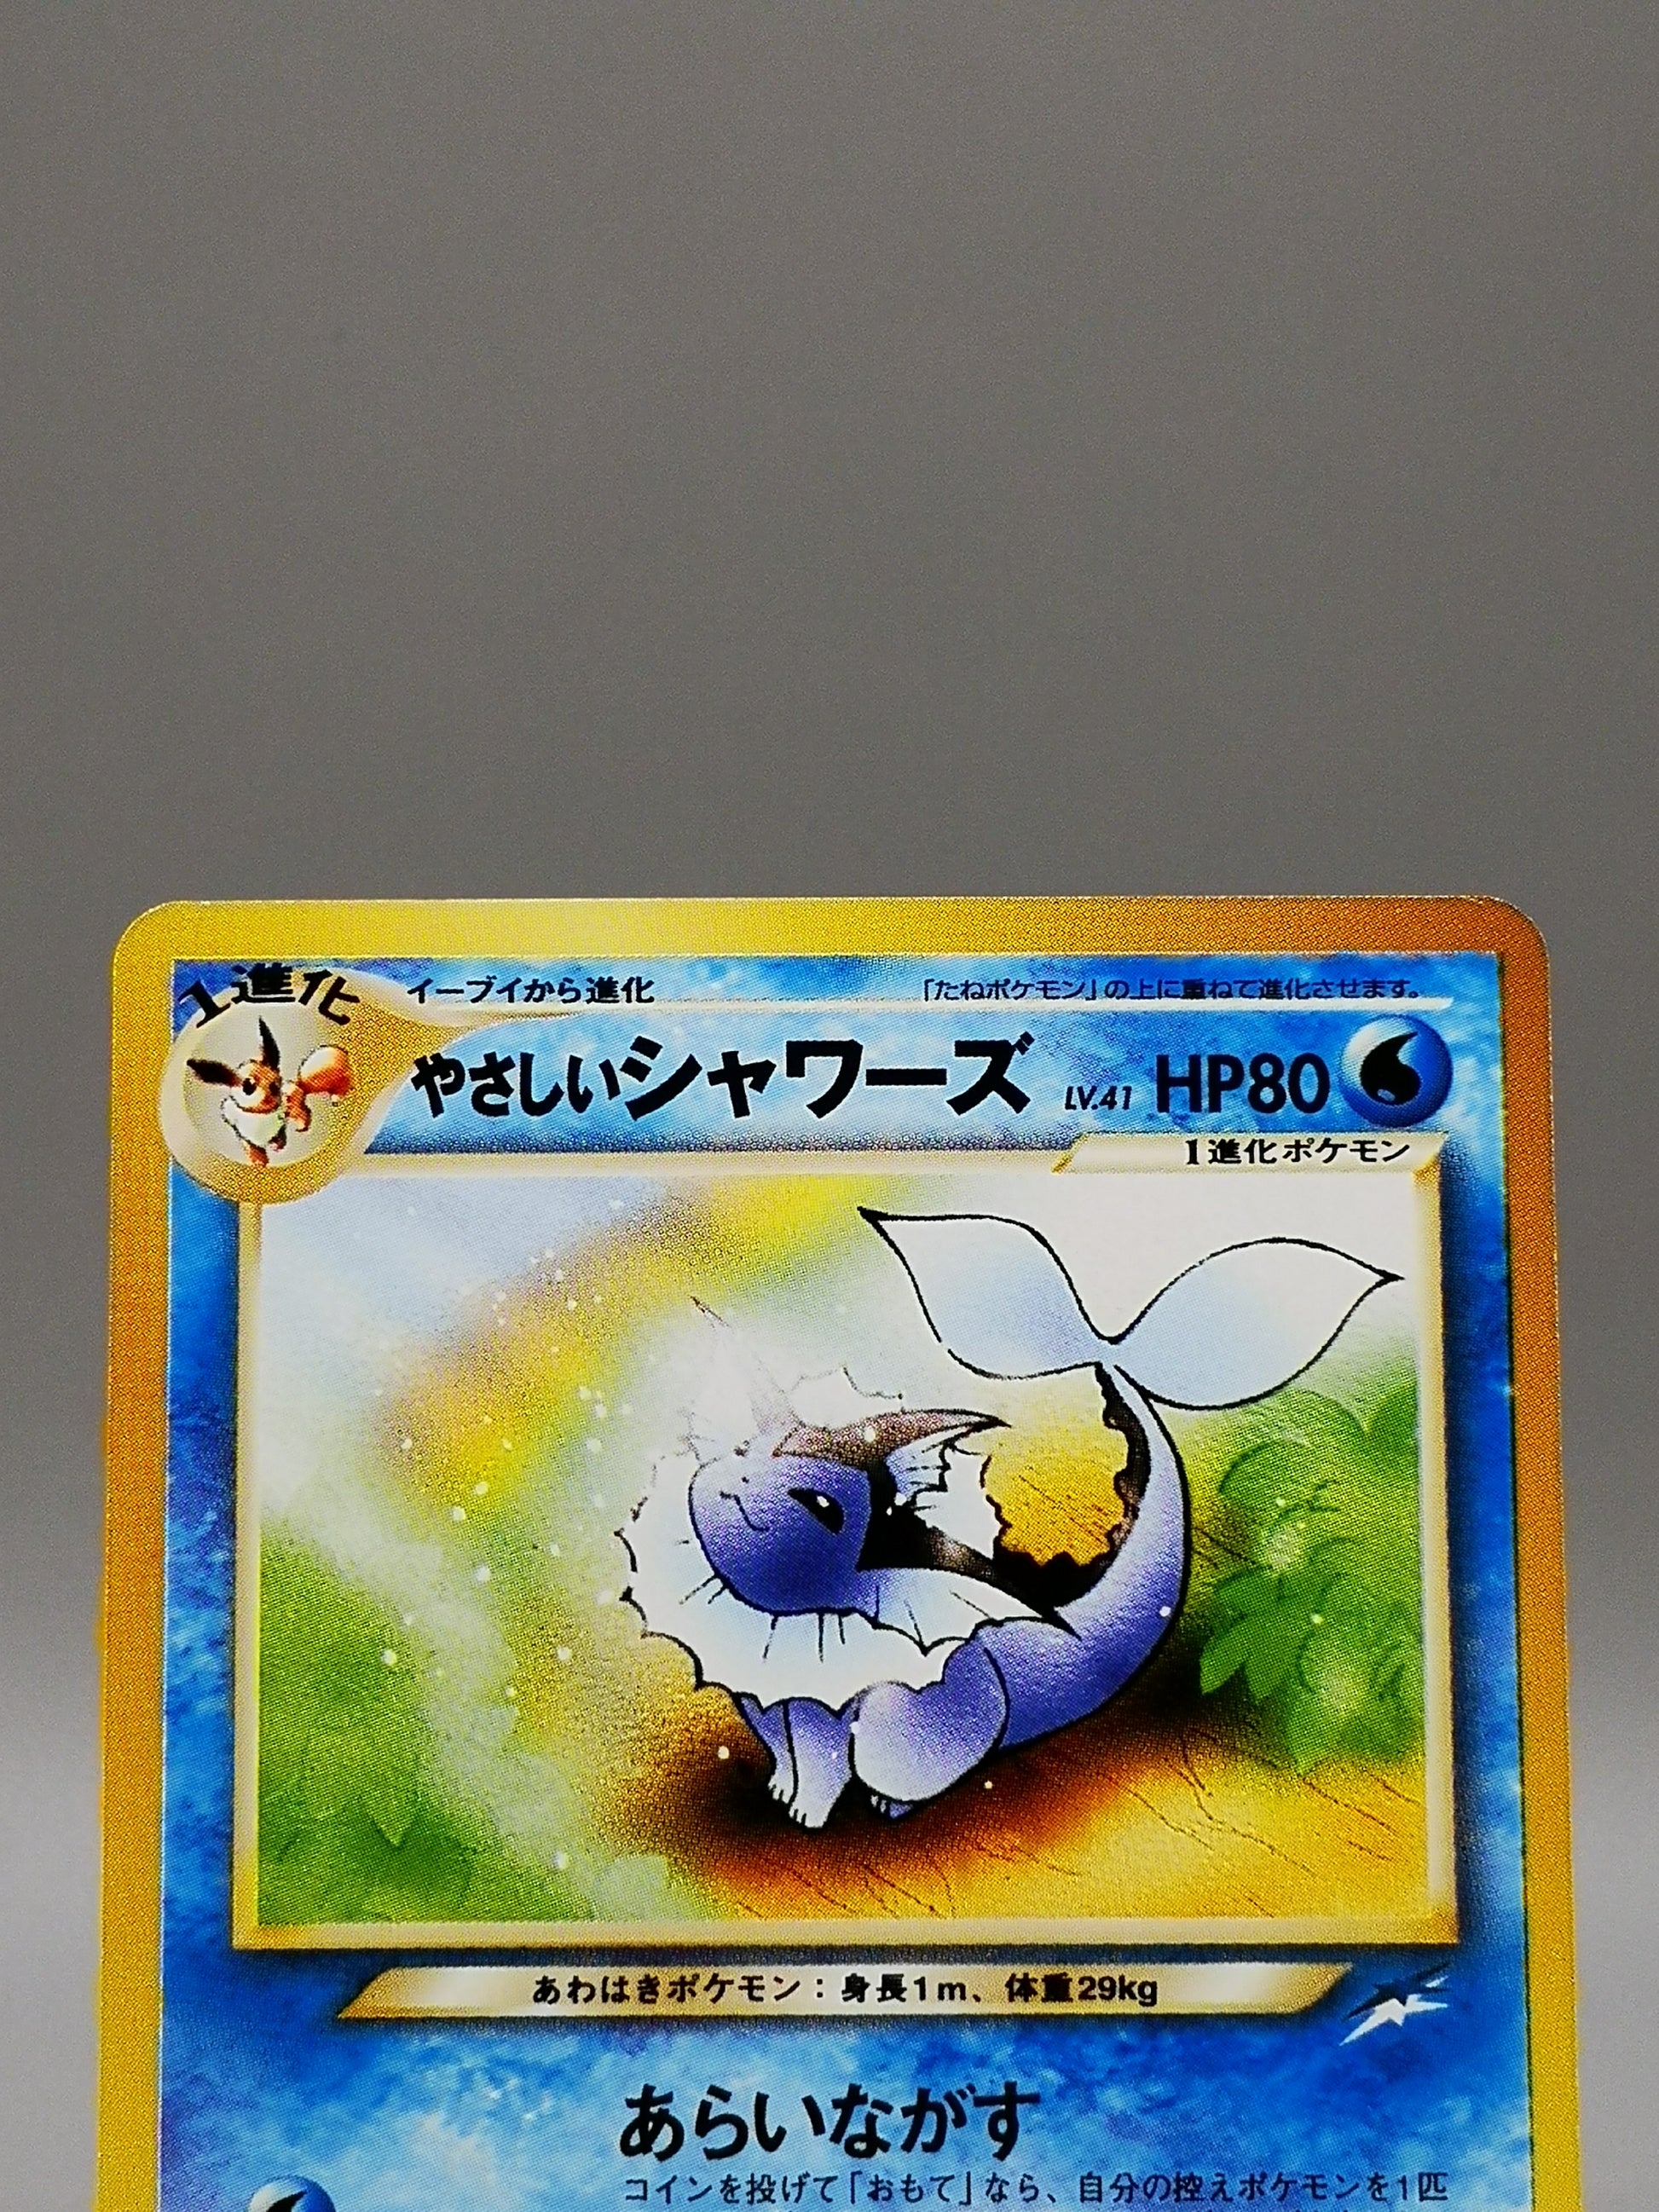 1進化
イーブイから進化
「たねポケモン」の上に重ねて進化させます。
やさしいシャワーズ LV.41 HP80
1進化ポケモン
あわはきポケモン：身長1m、体重29kg
あらいながす
コインを投げて「おもて」なら、自分の控えポケモンを1匹